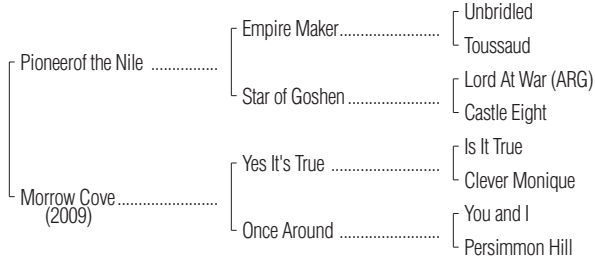 Unbridled
Empire Maker......................
Toussaud
Pioneerof the Nile ................
Lord At War (ARG)
Star of Goshen.....................
Castle Eight
Is It True
Yes It's True ........................
Clever Monique
Morrow Cove.......................
(2009)
You and I
Once Around ......................
Persimmon Hill